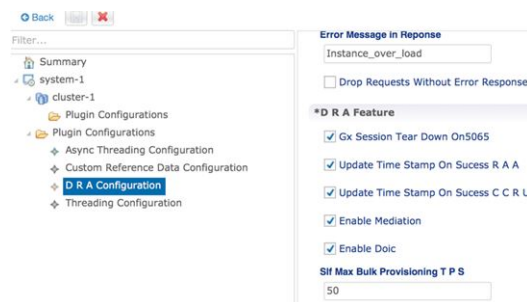 Back
Filter...
Summary
system-1
cluster-1
Plugin Configurations
Plugin Configurations
Async Threading Configuration
Custom Reference Data Configuration
D R A Configuration
Threading Configuration
Error Message in Reponse
Instance_over_load
Drop Requests Without Error Response
*D R A Feature
Gx Session Tear Down On5065
Update Time Stamp On Sucess R A A
Update Time Stamp On Sucess C C R U
Enable Mediation
Enable Doic
Slf Max Bulk Provisioning T P S
50